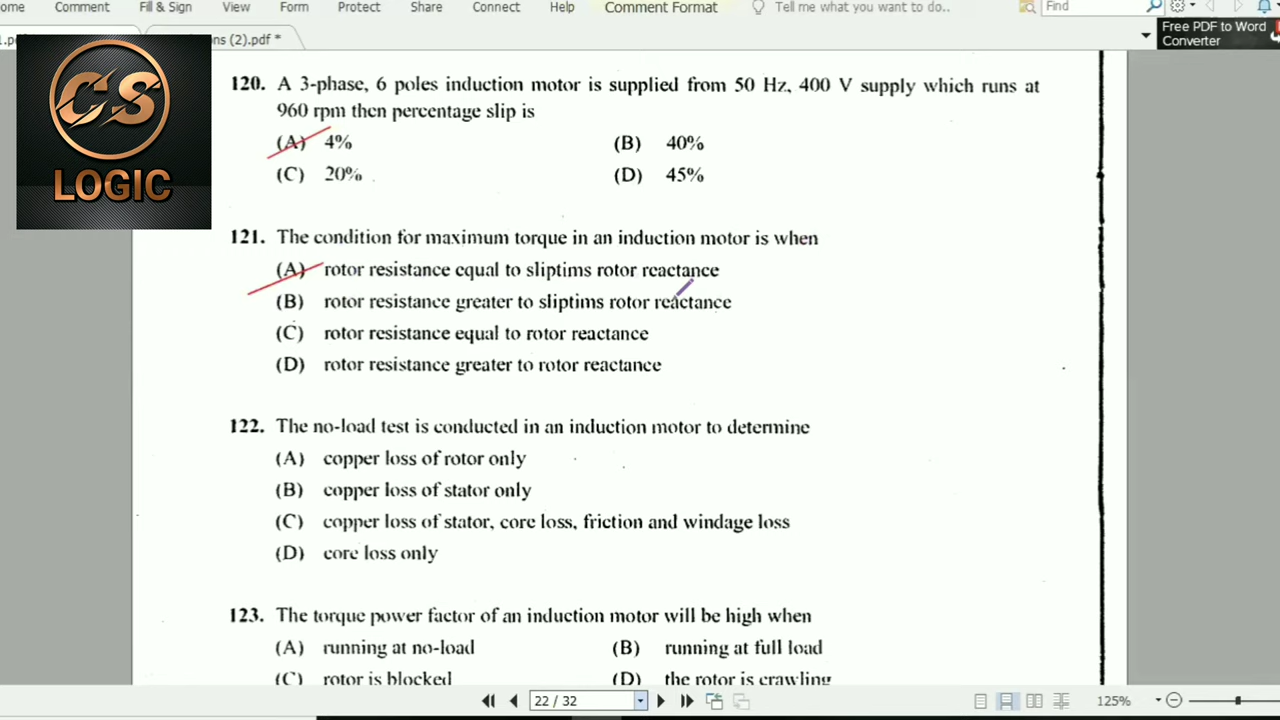 ome Comment Fill & Sign View Form Protect Share Connect Help Comment Format Tell me what you want to do.. Find
Free PDF to Word
Converter
1.p ons (2).pdf *
CS
LOGIC
120. A 3-phase, 6 poles induction motor is supplied from 50 Hz, 400 V supply which runs at
960 rpm then percentage slip is
(A) 4% (B) 40%
(C) 20% (D) 45%
121. The condition for maximum torque in an induction motor is when
(A) rotor resistance equal to sliptims rotor reactance
(B) rotor resistance greater to sliptims rotor reactance
(C) rotor resistance equal to rotor reactance
(D) rotor resistance greater to rotor reactance
122. The no-load test is conducted in an induction motor to determine
(A) copper loss of rotor only
(B) copper loss of stator only
(C) copper loss of stator, core loss, friction and windage loss
(D) core loss only
123. The torque power factor of an induction motor will be high when
(A) running at no-load (B) running at full load
(C) rotor is blocked (D) the rotor is crawling
22 / 32 125%